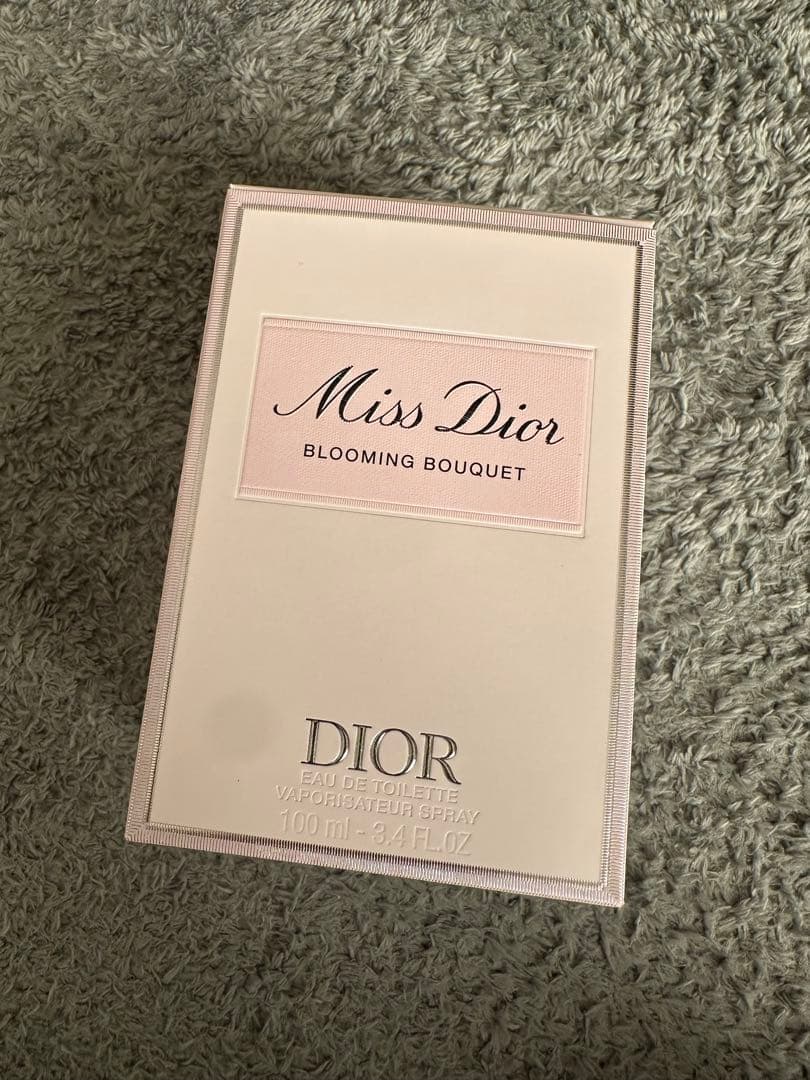 Miss Dior
BLOOMING BOUQUET
DIOR
EAU DE TOILETTE
VAPORISATEUR SPRAY
100 ml - 3.4 FL.OZ